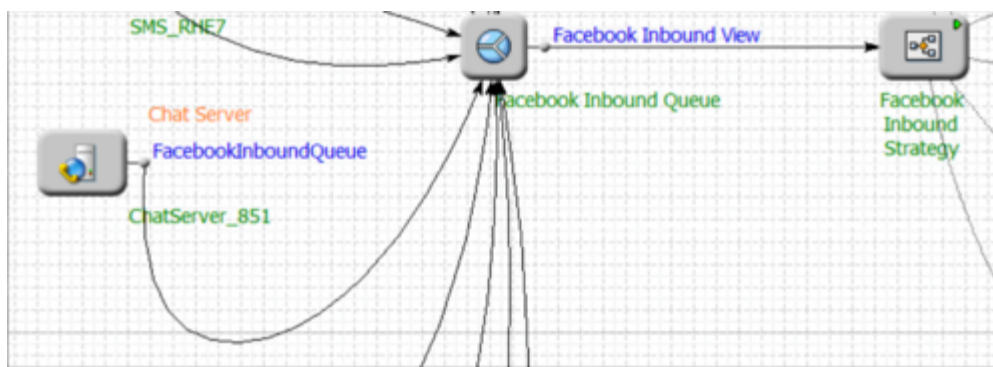 SMS_RHE7
Facebook Inbound View
Facebook Inbound Queue
Facebook
Inbound
Strategy
Chat Server
FacebookInboundQueue
ChatServer_851